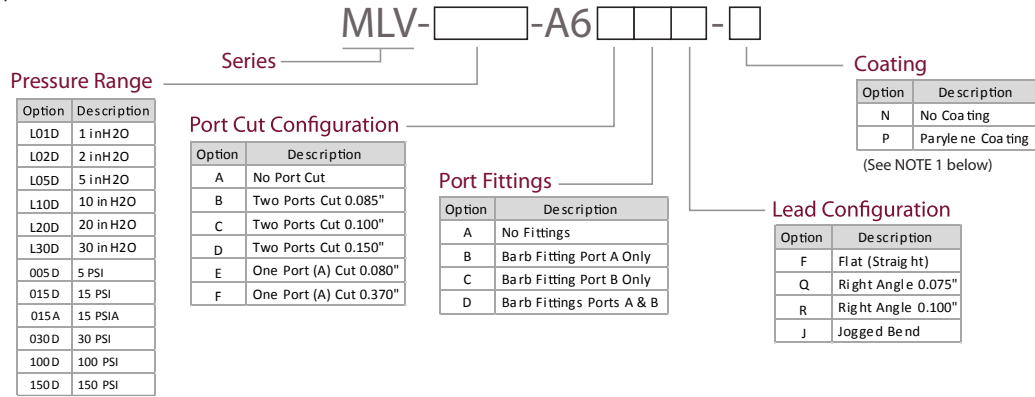 MLV- -A6 -
Series
Pressure Range
Option Description
L01D 1 inH2O
L02D 2 inH2O
L05D 5 inH2O
L10D 10 in H2O
L20D 20 in H2O
L30D 30 in H2O
005D 5 PSI
015D 15 PSI
015A 15 PSIA
030D 30 PSI
100D 100 PSI
150D 150 PSI
Port Cut Configuration
Option Description
A No Port Cut
B Two Ports Cut 0.085"
C Two Ports Cut 0.100"
D Two Ports Cut 0.150"
E One Port (A) Cut 0.080"
F One Port (A) Cut 0.370"
Port Fittings
Option Description
A No Fittings
B Barb Fitting Port A Only
C Barb Fitting Port B Only
D Barb Fittings Ports A & B
Coating
Option Description
N No Coating
P Parylene Coating
(See NOTE 1 below)
Lead Configuration
Option Description
F Flat (Straight)
Q Right Angle 0.075"
R Right Angle 0.100"
J Jogged Bend